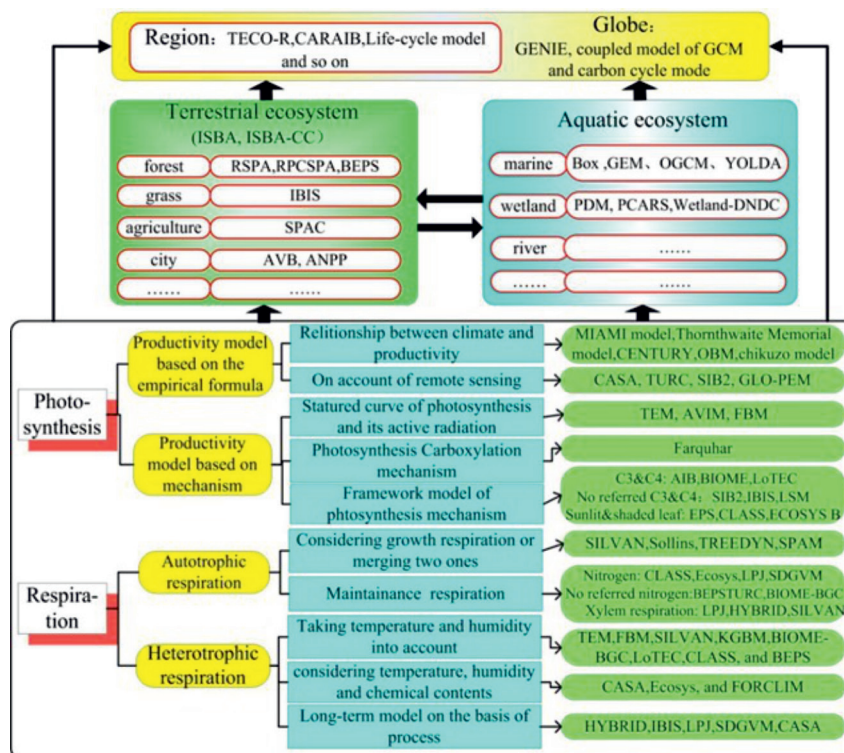 Region: TECO-R,CARAIB,Life-cycle model
and so on
Globe:
GENIE, coupled model of GCM
and carbon cycle mode
Terrestrial ecosystem
(ISBA, ISBA-CC)
forest
RSPA,RPCSPA,BEPS
grass
IBIS
agriculture
SPAC
city
AVB, ANPP
......
......
Aquatic ecosystem
marine
Box ,GEM、OGCM、YOLDA
wetland
PDM, PCARS,Wetland-DNDC
river
......
......
......
Photo-
synthesis
Productivity model
based on the
empirical formula
Relitionship between climate and
productivity
MIAMI model,Thornthwaite Memorial
model,CENTURY,OBM,chikuzo model
On account of remote sensing
CASA, TURC, SIB2, GLO-PEM
Productivity
model based on
mechanism
Statured curve of photosynthesis
and its active radiation
TEM, AVIM, FBM
Photosynthesis Carboxylation
mechanism
Farquhar
Framework model of
phtosynthesis mechanism
C3&C4: AIB,BIOME,LoTEC
No referred C3&C4: SIB2,IBIS,LSM
Sunlit&shaded leaf: EPS,CLASS,ECOSYS B
Respira-
tion
Autotrophic
respiration
Considering growth respiration or
merging two ones
SILVAN,Sollins,TREEDYN,SPAM
Maintainance respiration
Nitrogen: CLASS,Ecosys,LPJ,SDGVM
No referred nitrogen:BEPSTURC,BIOME-BGC
Xylem respiration: LPJ,HYBRID,SILVAN
Heterotrophic
respiration
Taking temperature and humidity
into account
TEM,FBM,SILVAN,KGBM,BIOME-
BGC,LoTEC,CLASS, and BEPS
considering temperature, humidity
and chemical contents
CASA,Ecosys, and FORCLIM
Long-term model on the basis of
process
HYBRID,IBIS,LPJ,SDGVM,CASA